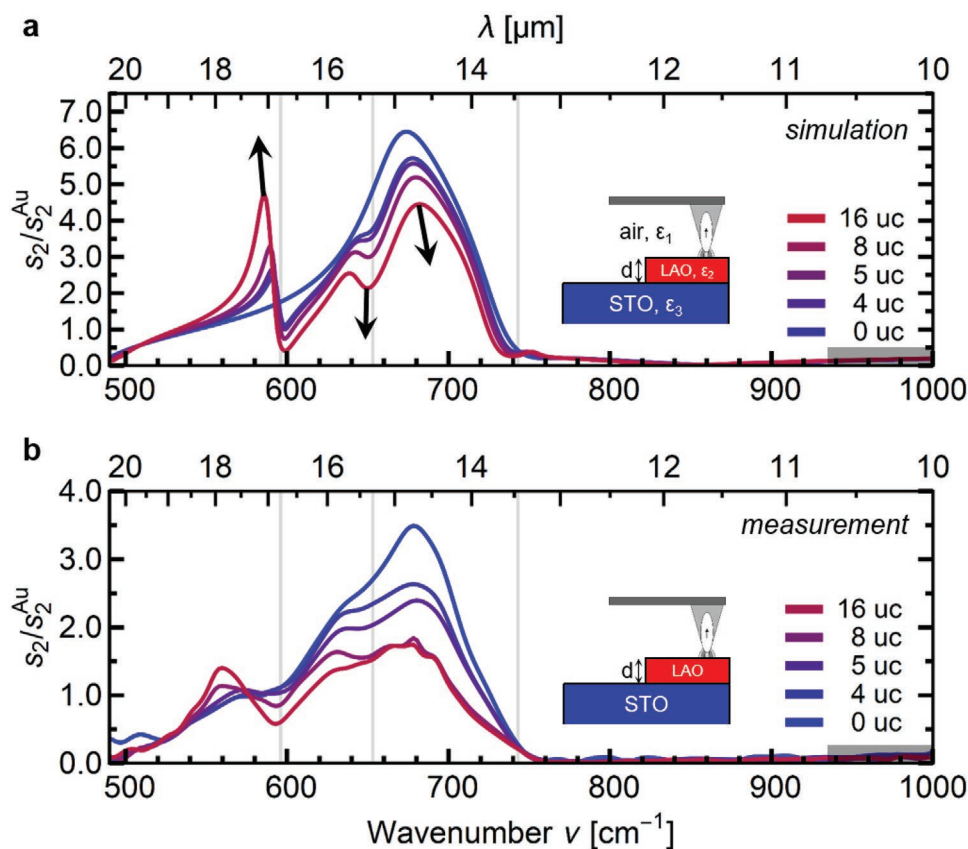 a
λ [µm]
20 18 16 14 12 11 10
7.0
6.0
5.0
4.0
3.0
2.0
1.0
0.0
s₂/s₂ᴬᵘ
simulation
air, ε₁
d
LAO, ε₂
STO, ε₃
16 uc
8 uc
5 uc
4 uc
0 uc
500 600 700 800 900 1000
b
20 18 16 14 12 11 10
4.0
3.0
2.0
1.0
0.0
s₂/s₂ᴬᵘ
measurement
d
LAO
STO
16 uc
8 uc
5 uc
4 uc
0 uc
500 600 700 800 900 1000
Wavenumber ν [cm⁻¹]